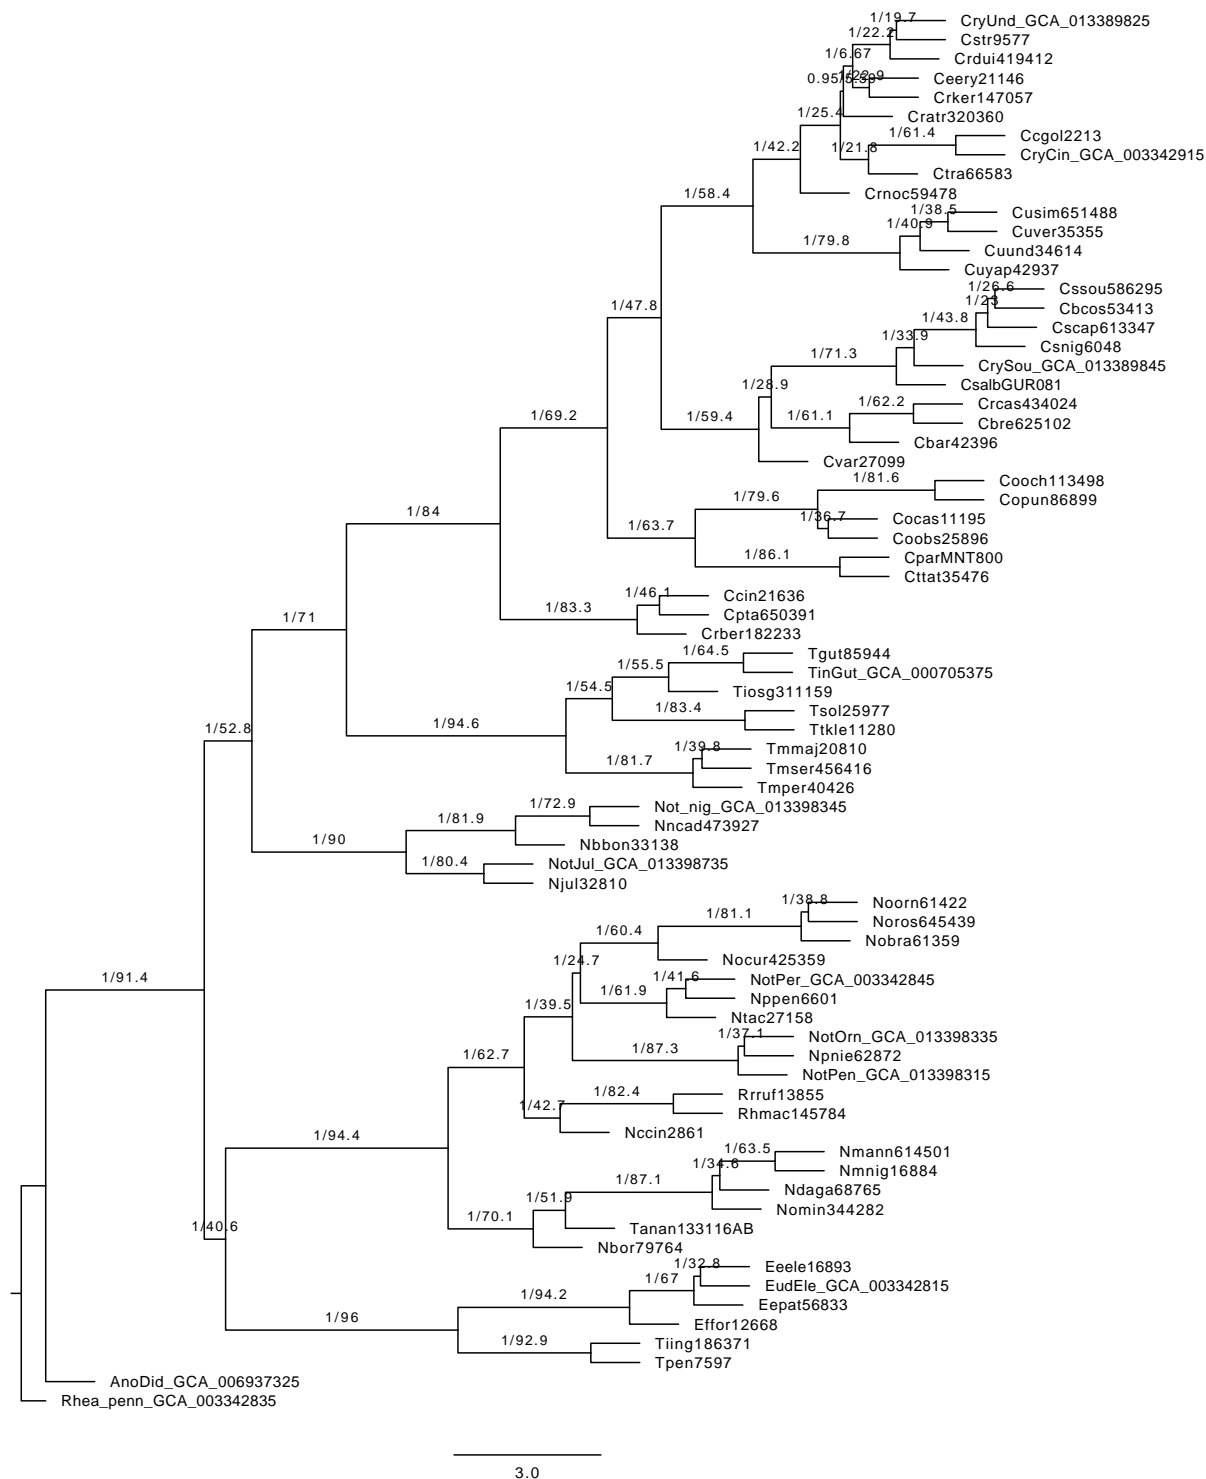 1/19.7
CryUnd_GCA_013389825
1/22.2
Cstr9577
1/6.67
Crdui419412
0.95/5.59
1/22.9
Ceery21146
Crker147057
1/25.4
Cratr320360
1/61.4
Ccgol2213
1/42.2
1/21.8
CryCin_GCA_003342915
Ctra66583
1/58.4
Crnoc59478
1/38.5
Cusim651488
1/40.9
Cuver35355
1/79.8
Cuund34614
Cuyap42937
1/26.6
Cssou586295
1/47.8
1/23
Cbcos53413
1/43.8
Cscap613347
1/33.9
Csnig6048
1/71.3
CrySou_GCA_013389845
1/28.9
CsalbGUR081
1/62.2
Crcas434024
1/69.2
1/59.4
1/61.1
Cbre625102
Cbar42396
Cvar27099
1/81.6
Cooch113498
1/79.6
Copun86899
1/84
1/63.7
1/36.7
Cocas11195
Coobs25896
1/86.1
CparMNT800
Cttat35476
1/46.1
Ccin21636
1/83.3
Cpta650391
1/71
Crber182233
1/64.5
Tgut85944
1/55.5
TinGut_GCA_000705375
1/54.5
Tiosg311159
1/83.4
Tsol25977
1/52.8
1/94.6
Ttkle11280
1/39.8
Tmmaj20810
1/81.7
Tmser456416
Tmper40426
1/72.9
Not_nig_GCA_013398345
1/81.9
Nncad473927
1/90
Nbbon33138
1/80.4
NotJul_GCA_013398735
Njul32810
1/38.8
Noorn61422
1/81.1
Noros645439
1/60.4
Nobra61359
1/24.7
Nocur425359
1/91.4
1/41.6
NotPer_GCA_003342845
1/61.9
Nppen6601
1/39.5
Ntac27158
1/37.1
NotOrn_GCA_013398335
1/62.7
1/87.3
Npnie62872
NotPen_GCA_013398315
1/82.4
Rrruf13855
1/42.7
Rhmac145784
Nccin2861
1/94.4
1/63.5
Nmann614501
1/34.6
Nmnig16884
1/87.1
Ndaga68765
1/51.9
Nomin344282
1/70.1
Tanan133116AB
1/40.6
Nbor79764
1/32.8
Eeele16893
1/67
EudEle_GCA_003342815
1/94.2
Eepat56833
1/96
Effor12668
1/92.9
Tiing186371
Tpen7597
AnoDid_GCA_006937325
Rhea_penn_GCA_003342835
3.0